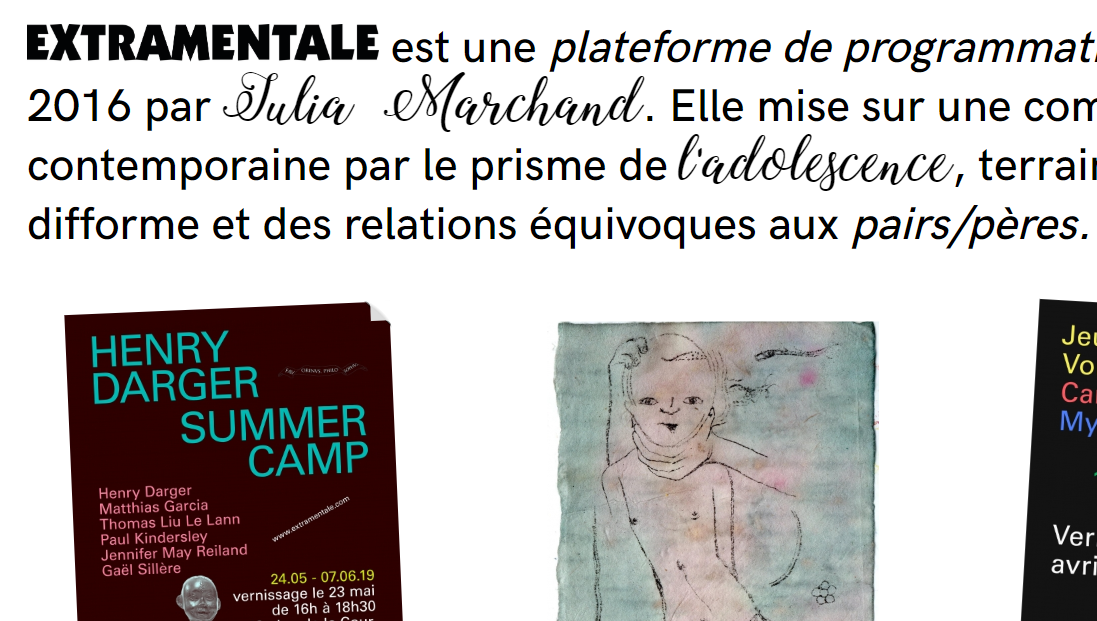 EXTRAMENTALE est une plateforme de programmati
2016 par Julia Marchand. Elle mise sur une com
contemporaine par le prisme de l'adolescence, terrain
difforme et des relations équivoques aux pairs/pères.
HENRY
DARGER
SUMMER
CAMP
Henry Darger
Matthias Garcia
Thomas Liu Le Lann
Paul Kindersley
Jennifer May Reiland
Gaël Sillère
www.extramentale.com
24.05 - 07.06.19
vernissage le 23 mai
de 16h à 18h30
Jeu
Vo
Car
My
Ver
avri